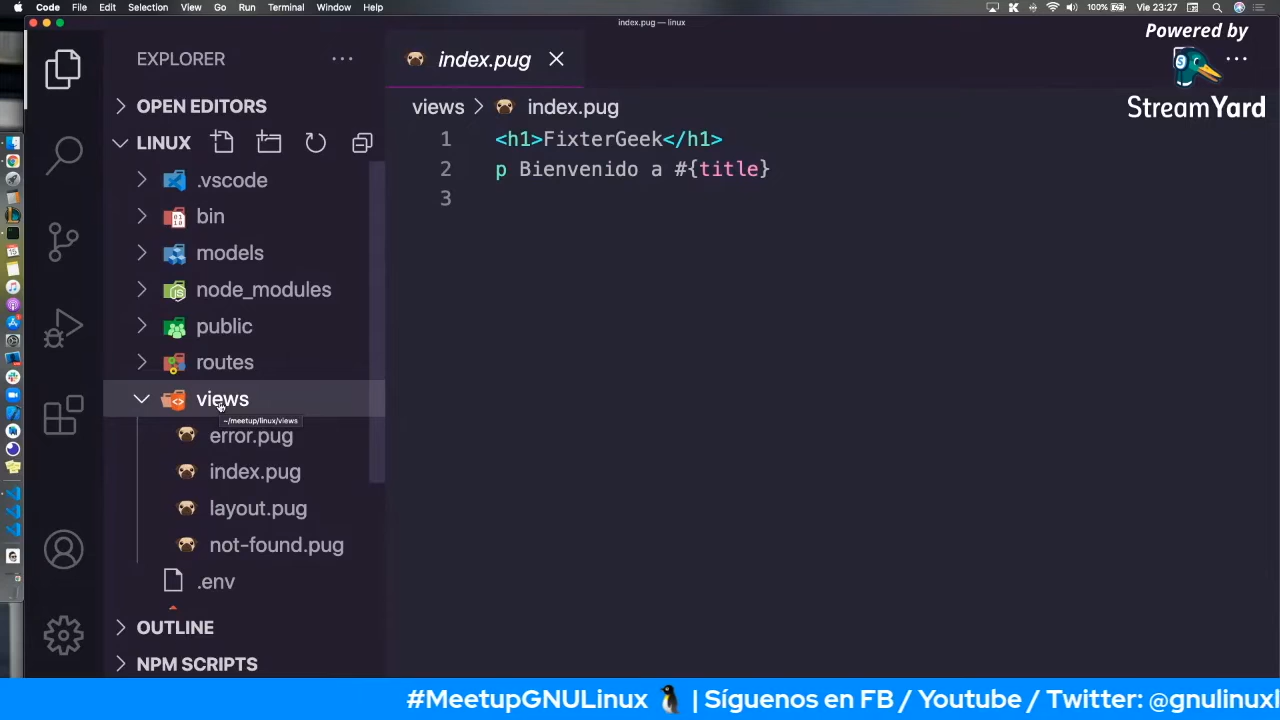 Code File Edit Selection View Go Run Terminal Window Help
100% Vie 23:27
index.pug — linux
Powered by
StreamYard
EXPLORER
index.pug
OPEN EDITORS
LINUX
.vscode
bin
models
node_modules
public
routes
views
~/meetup/linux/views
error.pug
index.pug
layout.pug
not-found.pug
.env
OUTLINE
NPM SCRIPTS
views index.pug
1 <h1>FixterGeek</h1>
2 p Bienvenido a #{title}
3
#MeetupGNULinux 🐧 | Síguenos en FB / Youtube / Twitter: @gnulinuxl